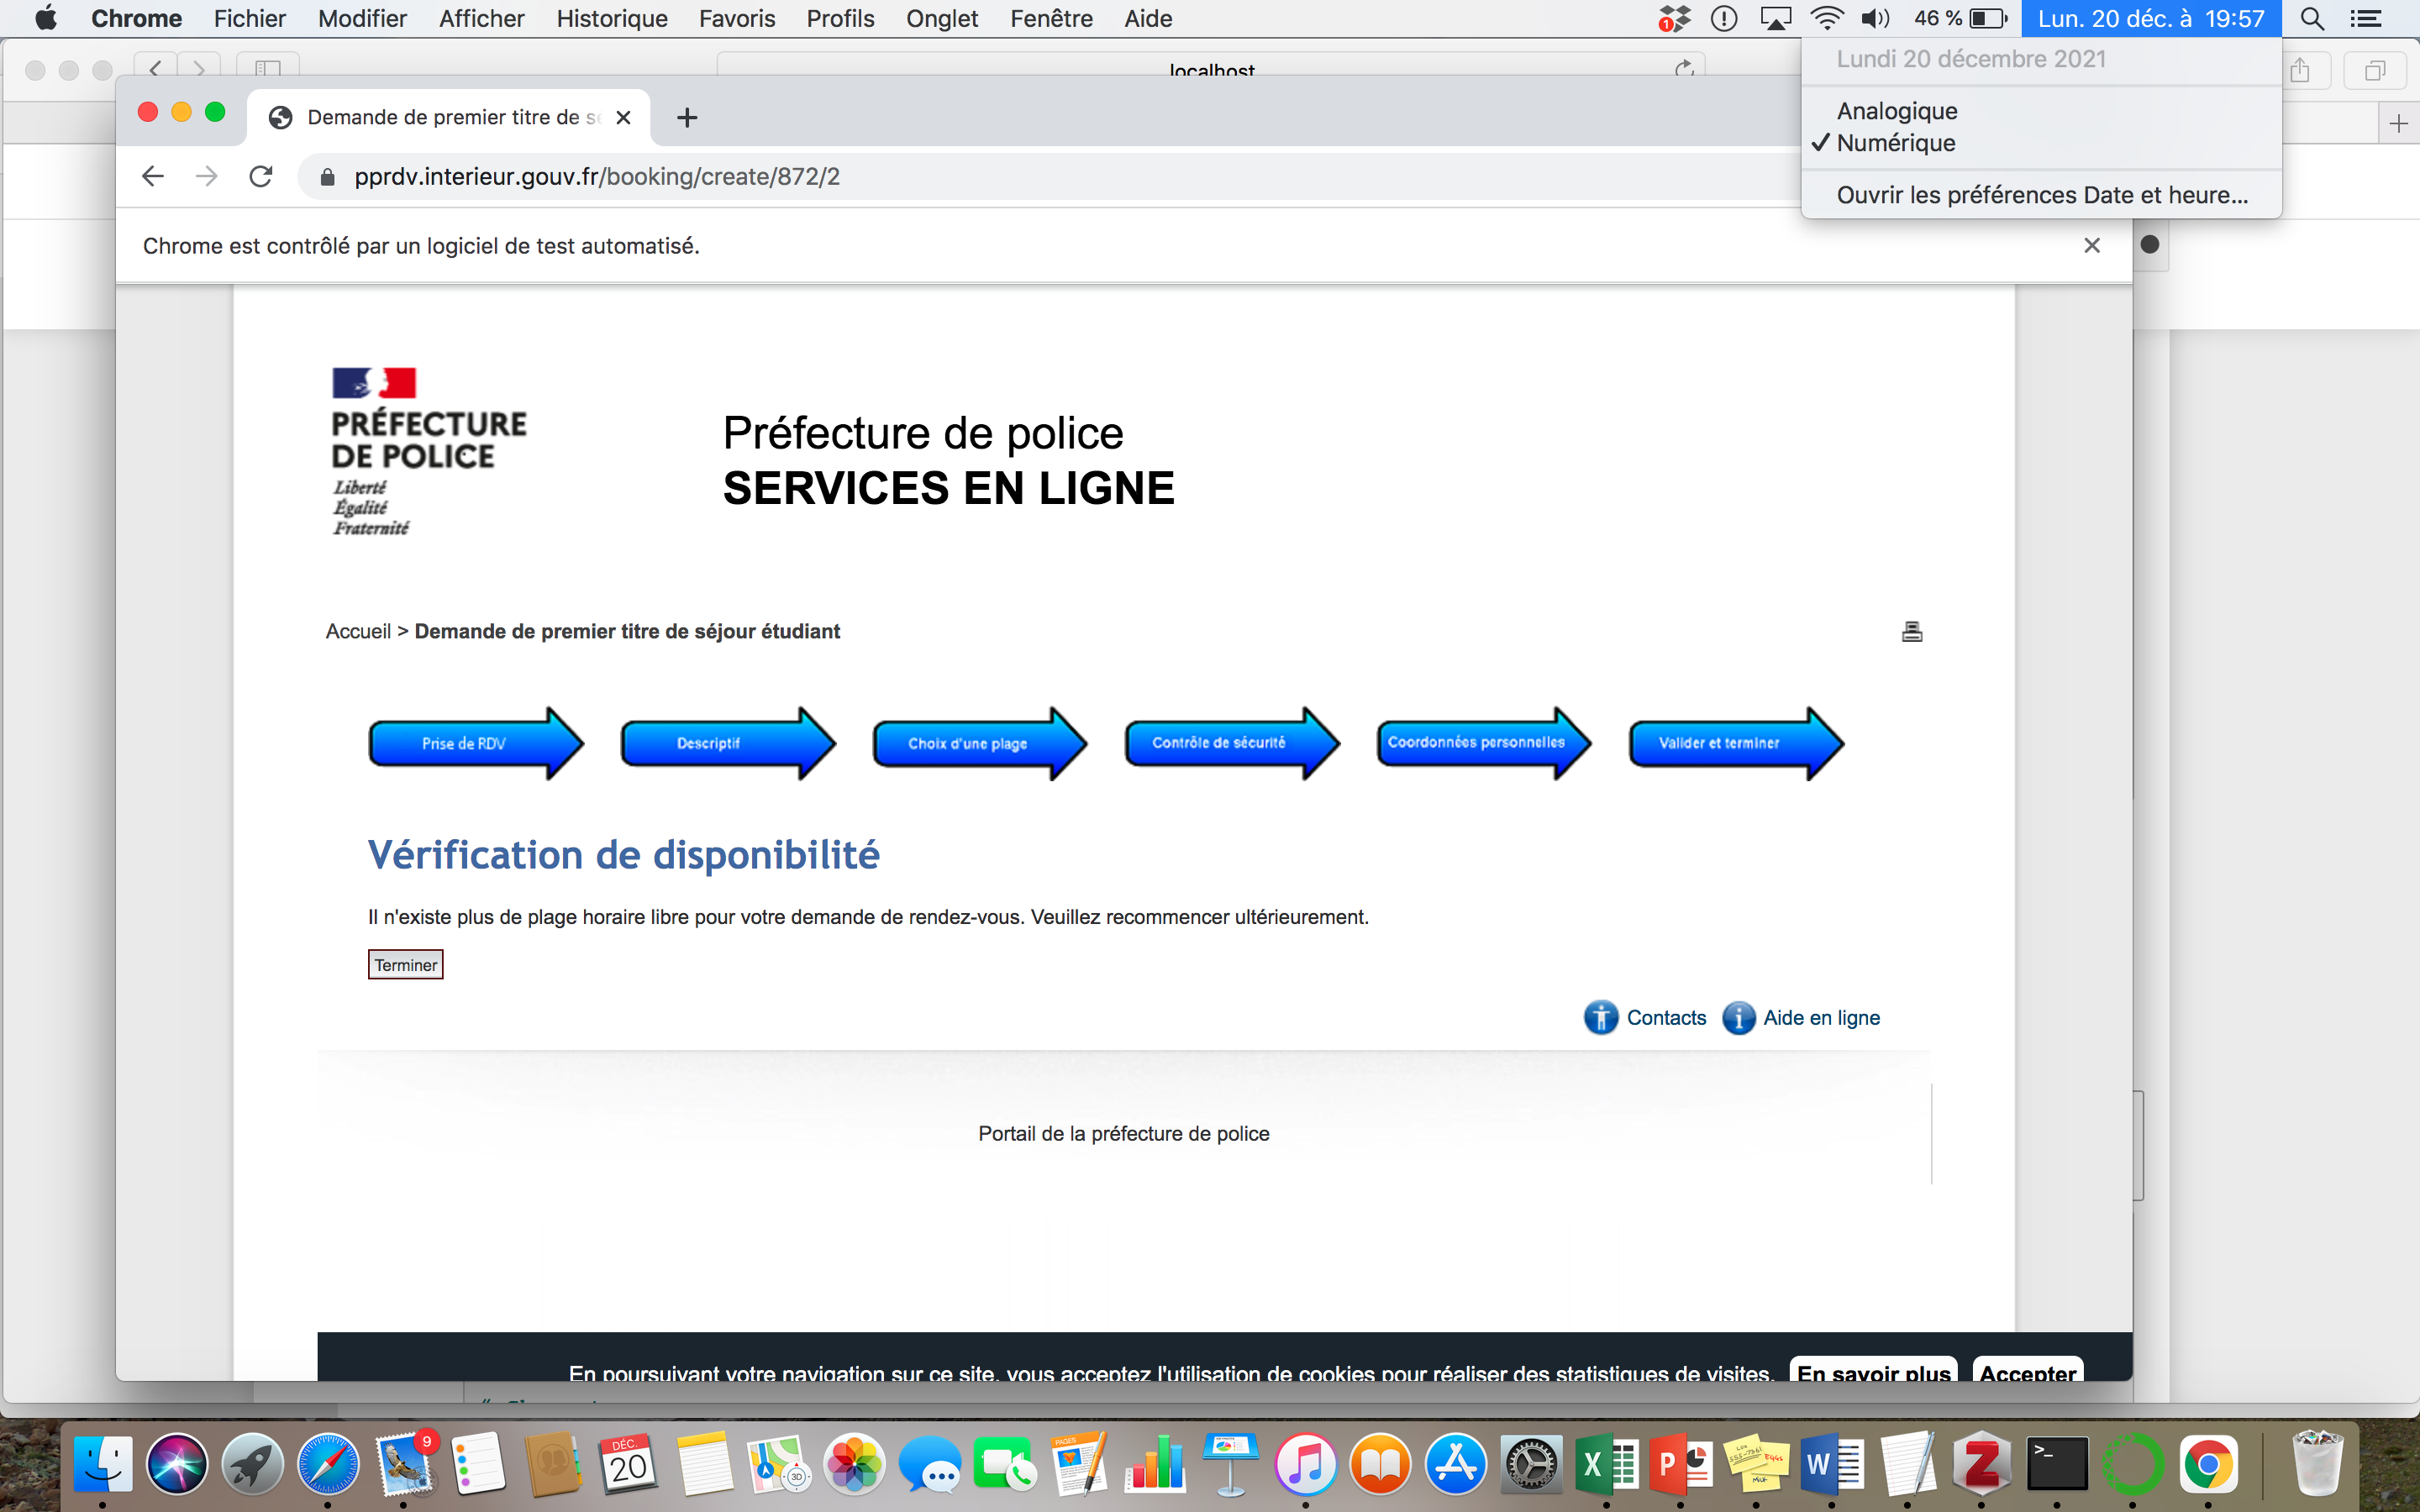 Chrome Fichier Modifier Afficher Historique Favoris Profils Onglet Fenêtre Aide 1 46 % Lun. 20 déc. à 19:57
Lundi 20 décembre 2021
Analogique
Numérique
Ouvrir les préférences Date et heure...
localhost
Demande de premier titre de sé
pprdv.interieur.gouv.fr/booking/create/872/2
Chrome est contrôlé par un logiciel de test automatisé.
PRÉFECTURE
DE POLICE
Liberté
Égalité
Fraternité
Préfecture de police
SERVICES EN LIGNE
Accueil > Demande de premier titre de séjour étudiant
Prise de RDV Descriptif Choix d'une plage Contrôle de sécurité Coordonnées personnelles Valider et terminer
Vérification de disponibilité
Il n'existe plus de plage horaire libre pour votre demande de rendez-vous. Veuillez recommencer ultérieurement.
Terminer
Contacts Aide en ligne
Portail de la préfecture de police
En poursuivant votre navigation sur ce site, vous acceptez l'utilisation de cookies pour réaliser des statistiques de visites. En savoir plus Accepter
9
DÉC.
20
PAGES
3D
X
P
W
Z
>_